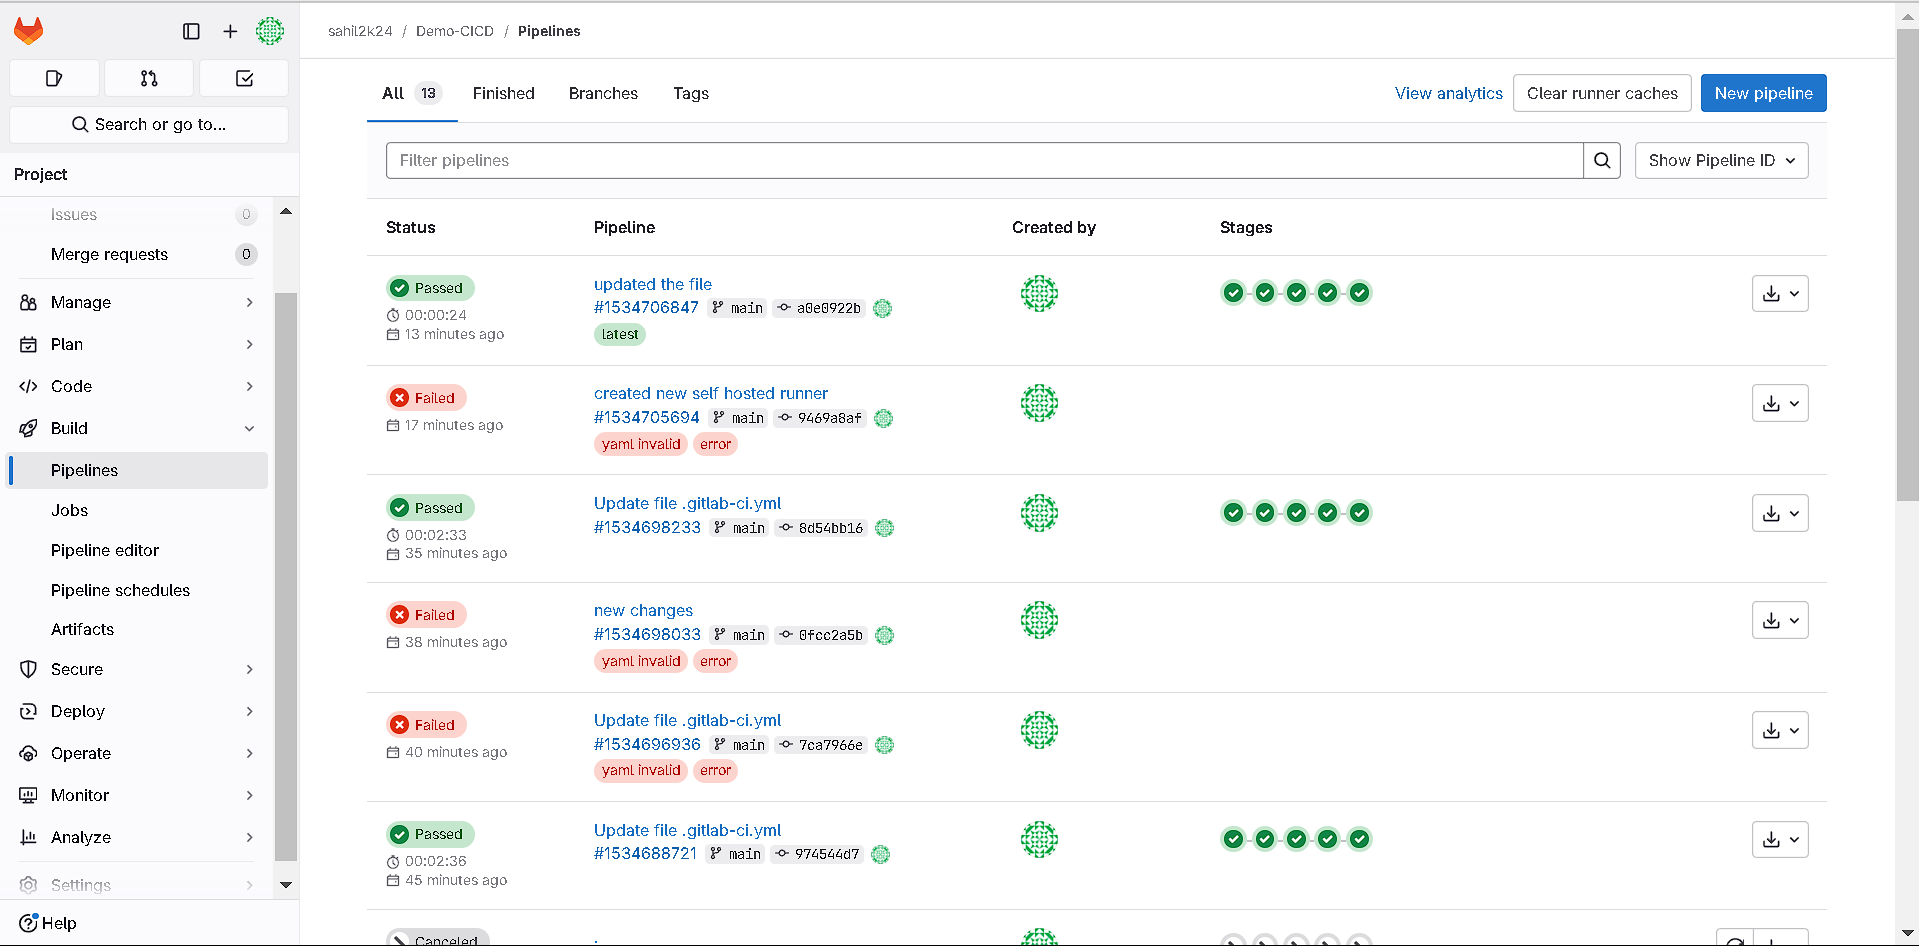 sahil2k24 / Demo-CICD / Pipelines
Search or go to...
Project
Issues 0
Merge requests 0
Manage
Plan
Code
Build
Pipelines
Jobs
Pipeline editor
Pipeline schedules
Artifacts
Secure
Deploy
Operate
Monitor
Analyze
Settings
Help
All 13 Finished Branches Tags
View analytics Clear runner caches New pipeline
Filter pipelines Show Pipeline ID
Status Pipeline Created by Stages
Passed
00:00:24
13 minutes ago
updated the file
#1534706847 main a0e0922b
latest
Failed
17 minutes ago
created new self hosted runner
#1534705694 main 9469a8af
yaml invalid error
Passed
00:02:33
35 minutes ago
Update file .gitlab-ci.yml
#1534698233 main 8d54bb16
Failed
38 minutes ago
new changes
#1534698033 main 0fcc2a5b
yaml invalid error
Failed
40 minutes ago
Update file .gitlab-ci.yml
#1534696936 main 7ca7966e
yaml invalid error
Passed
00:02:36
45 minutes ago
Update file .gitlab-ci.yml
#1534688721 main 974544d7
Canceled